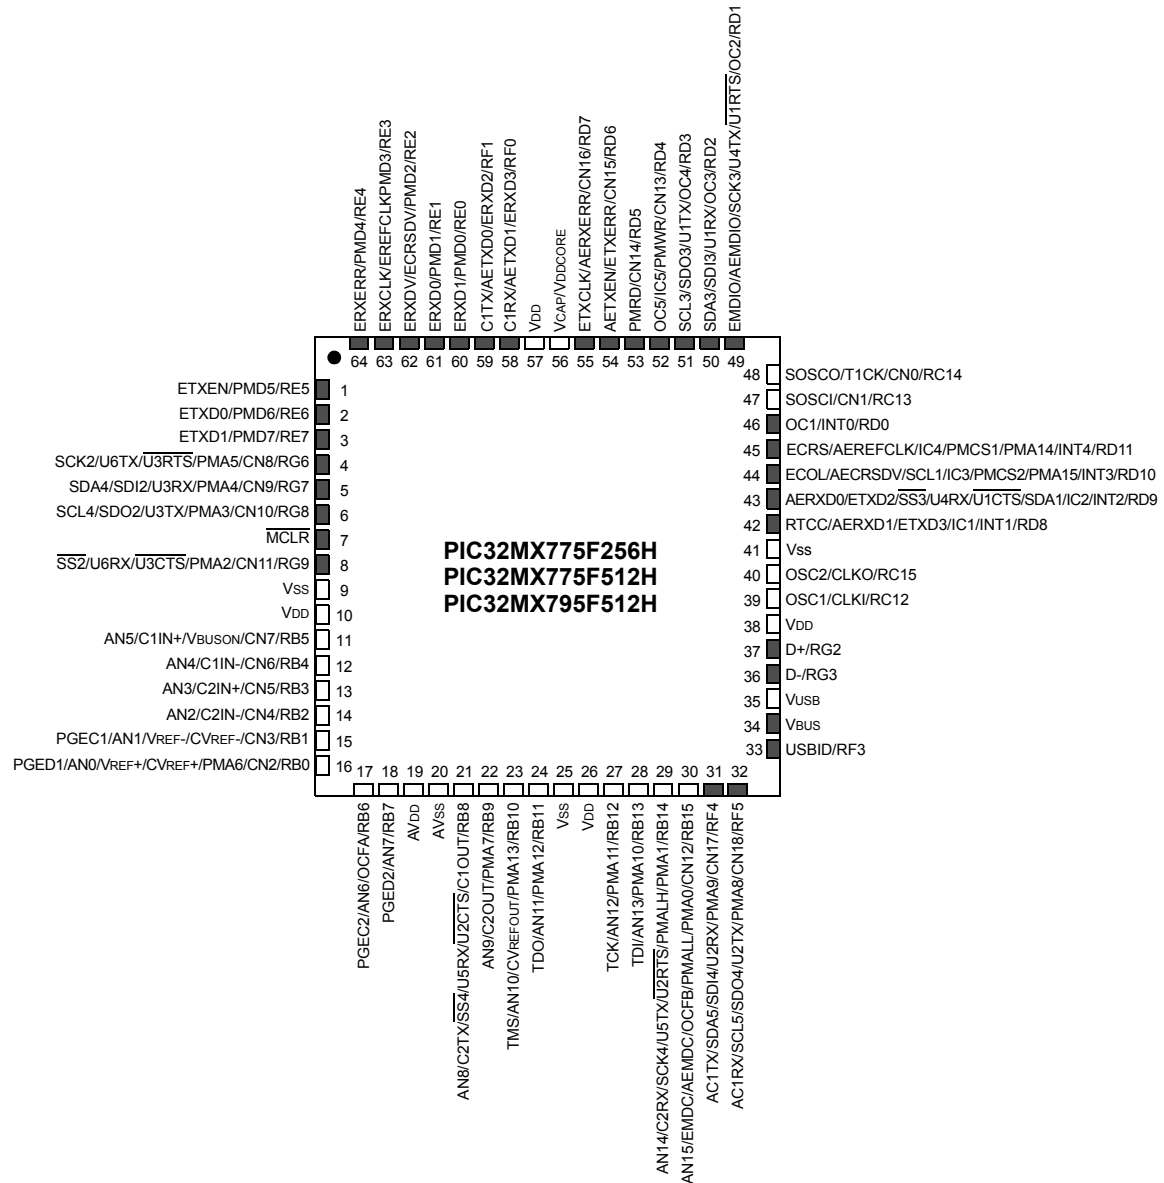 ERXERR/PMD4/RE4
ERXCLK/EREFCLKPMD3/RE3
ERXDV/ECRSDV/PMD2/RE2
ERXD0/PMD1/RE1
ERXD1/PMD0/RE0
C1TX/AETXD0/ERXD2/RF1
C1RX/AETXD1/ERXD3/RF0
VDD
VCAP/VDDCORE
ETXCLK/AERXERR/CN16/RD7
AETXEN/ETXERR/CN15/RD6
PMRD/CN14/RD5
OC5/IC5/PMWR/CN13/RD4
SCL3/SDO3/U1TX/OC4/RD3
SDA3/SDI3/U1RX/OC3/RD2
EMDIO/AEMDIO/SCK3/U4TX/U1RTS/OC2/RD1
64 63 62 61 60 59 58 57 56 55 54 53 52 51 50 49
ETXEN/PMD5/RE5 1
ETXD0/PMD6/RE6 2
ETXD1/PMD7/RE7 3
SCK2/U6TX/U3RTS/PMA5/CN8/RG6 4
SDA4/SDI2/U3RX/PMA4/CN9/RG7 5
SCL4/SDO2/U3TX/PMA3/CN10/RG8 6
MCLR 7
SS2/U6RX/U3CTS/PMA2/CN11/RG9 8
VSS 9
VDD 10
AN5/C1IN+/VBUSON/CN7/RB5 11
AN4/C1IN-/CN6/RB4 12
AN3/C2IN+/CN5/RB3 13
AN2/C2IN-/CN4/RB2 14
PGEC1/AN1/VREF-/CVREF-/CN3/RB1 15
PGED1/AN0/VREF+/CVREF+/PMA6/CN2/RB0 16
PIC32MX775F256H
PIC32MX775F512H
PIC32MX795F512H
48 SOSCO/T1CK/CN0/RC14
47 SOSCI/CN1/RC13
46 OC1/INT0/RD0
45 ECRS/AEREFCLK/IC4/PMCS1/PMA14/INT4/RD11
44 ECOL/AECRSDV/SCL1/IC3/PMCS2/PMA15/INT3/RD10
43 AERXD0/ETXD2/SS3/U4RX/U1CTS/SDA1/IC2/INT2/RD9
42 RTCC/AERXD1/ETXD3/IC1/INT1/RD8
41 Vss
40 OSC2/CLKO/RC15
39 OSC1/CLKI/RC12
38 VDD
37 D+/RG2
36 D-/RG3
35 VUSB
34 VBUS
33 USBID/RF3
17 18 19 20 21 22 23 24 25 26 27 28 29 30 31 32
PGEC2/AN6/OCFA/RB6
PGED2/AN7/RB7
AVDD
AVSS
AN8/C2TX/SS4/U5RX/U2CTS/C1OUT/RB8
AN9/C2OUT/PMA7/RB9
TMS/AN10/CVREFOUT/PMA13/RB10
TDO/AN11/PMA12/RB11
VSS
VDD
TCK/AN12/PMA11/RB12
TDI/AN13/PMA10/RB13
AN14/C2RX/SCK4/U5TX/U2RTS/PMALH/PMA1/RB14
AN15/EMDC/AEMDC/OCFB/PMALL/PMA0/CN12/RB15
AC1TX/SDA5/SDI4/U2RX/PMA9/CN17/RF4
AC1RX/SCL5/SDO4/U2TX/PMA8/CN18/RF5